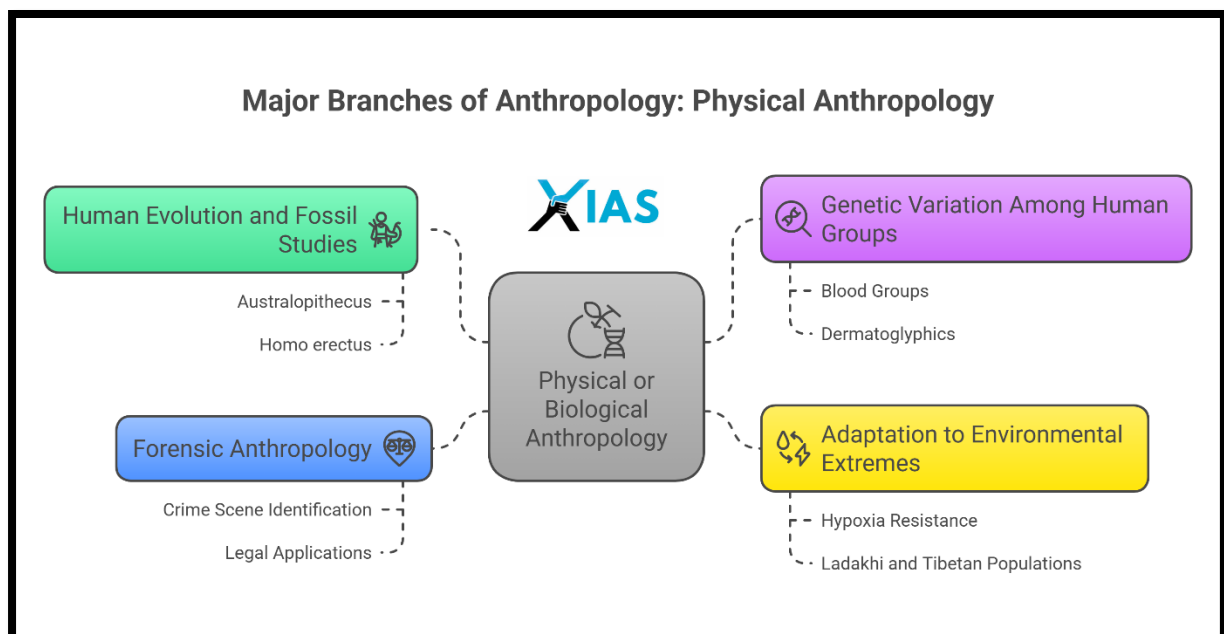 Major Branches of Anthropology: Physical Anthropology
XIAS
Human Evolution and Fossil
Studies
Australopithecus
Homo erectus
Genetic Variation Among Human
Groups
Blood Groups
Dermatoglyphics
Physical or
Biological
Anthropology
Forensic Anthropology
Crime Scene Identification
Legal Applications
Adaptation to Environmental
Extremes
Hypoxia Resistance
Ladakhi and Tibetan Populations